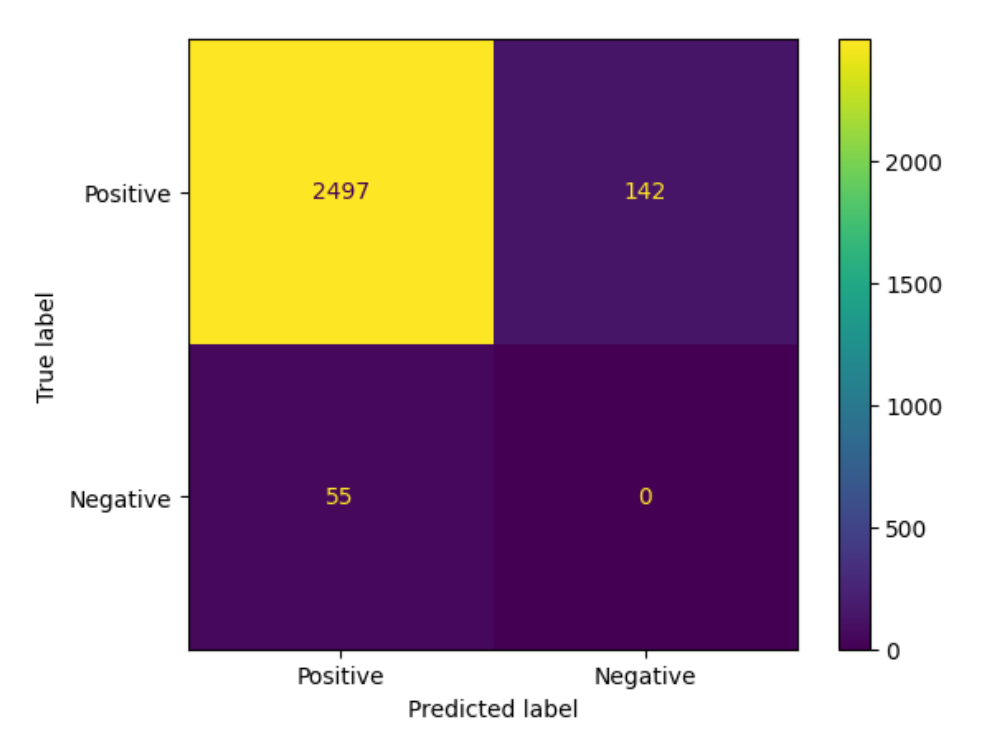 Positive
2497
142
2000
1500
True label
1000
Negative
55
0
500
0
Positive
Negative
Predicted label